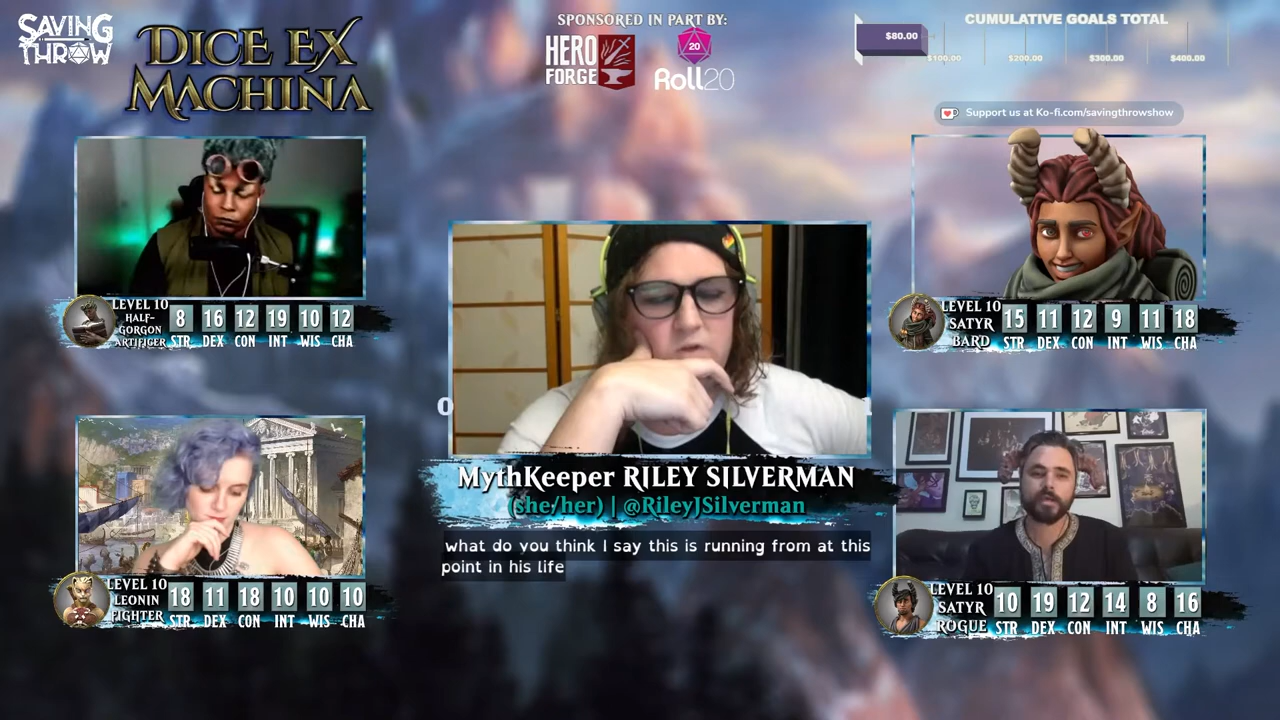 SAVING
THROW
DICE EX
MACHINA
SPONSORED IN PART BY:
HERO
FORGE
20
Roll20
CUMULATIVE GOALS TOTAL
$80.00
$100.00 $200.00 $300.00 $400.00
Support us at Ko-fi.com/savingthrowshow
LEVEL 10
HALF-
GORGON
ARTIFICER
8 16 12 19 10 12
STR DEX CON INT WIS CHA
LEVEL 10
SATYR
BARD
15 11 12 9 11 18
STR DEX CON INT WIS CHA
MythKeeper RILEY SILVERMAN
(she/her) | @RileyJSilverman
what do you think I say this is running from at this
point in his life
LEVEL 10
LEONIN
FIGHTER
18 11 18 10 10 10
STR DEX CON INT WIS CHA
LEVEL 10
SATYR
ROGUE
10 19 12 14 8 16
STR DEX CON INT WIS CHA